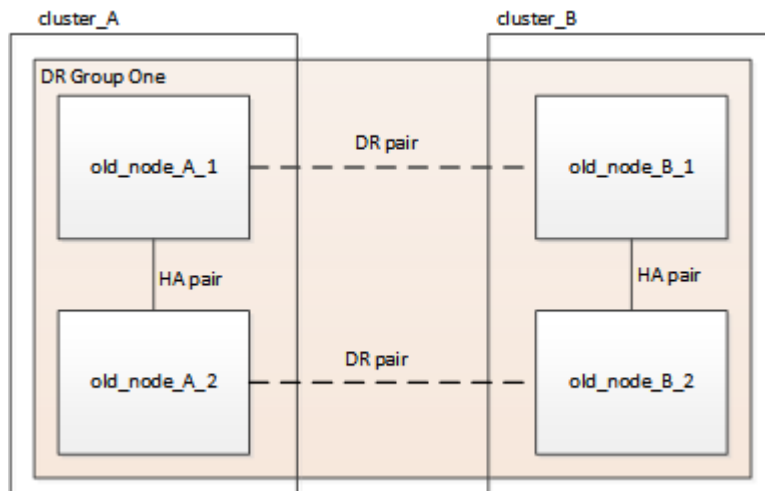 cluster_A
cluster_B
DR Group One
old_node_A_1
DR pair
old_node_B_1
HA pair
HA pair
old_node_A_2
DR pair
old_node_B_2